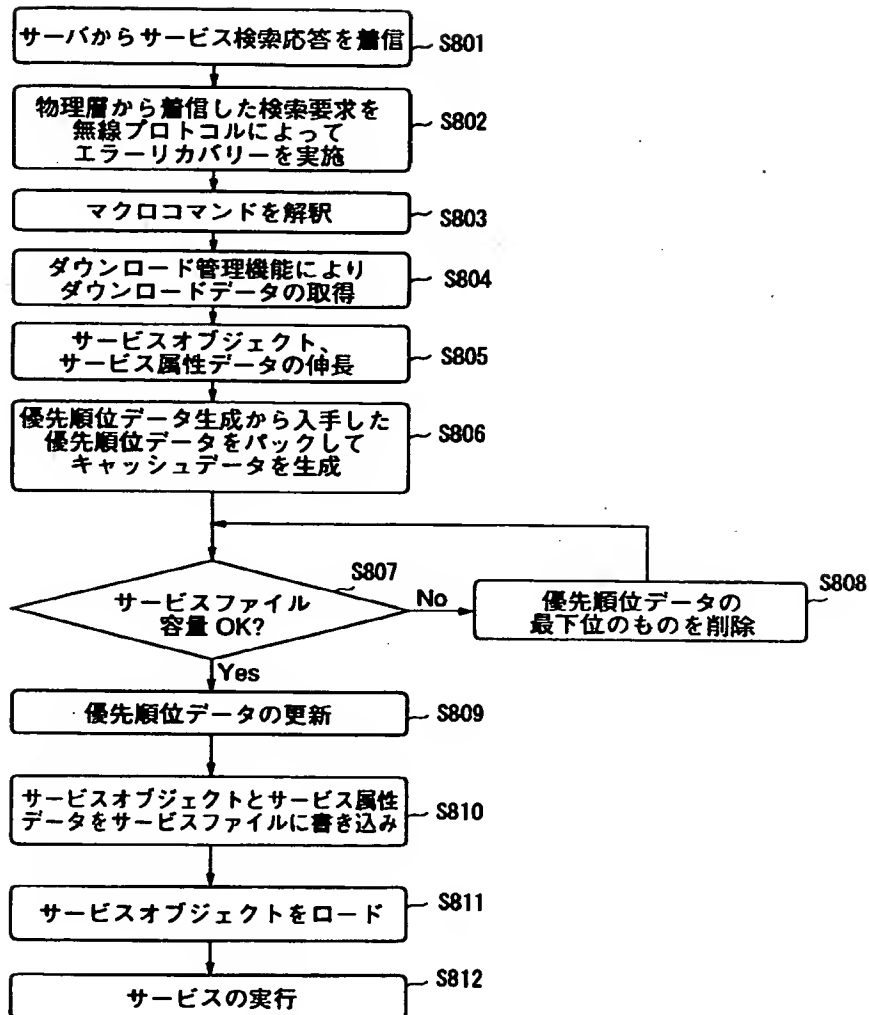 サーバからサービス検索応答を着信
S801
物理層から着信した検索要求を
無線プロトコルによって
エラーリカバリーを実施
S802
マクロコマンドを解釈
S803
ダウンロード管理機能により
ダウンロードデータの取得
S804
サービスオブジェクト、
サービス属性データの伸長
S805
優先順位データ生成から入手した
優先順位データをパックして
キャッシュデータを生成
S806
S807
サービスファイル
容量 OK?
No
Yes
S808
優先順位データの
最下位のものを削除
優先順位データの更新
S809
サービスオブジェクトとサービス属性
データをサービスファイルに書き込み
S810
サービスオブジェクトをロード
S811
S812
サービスの実行